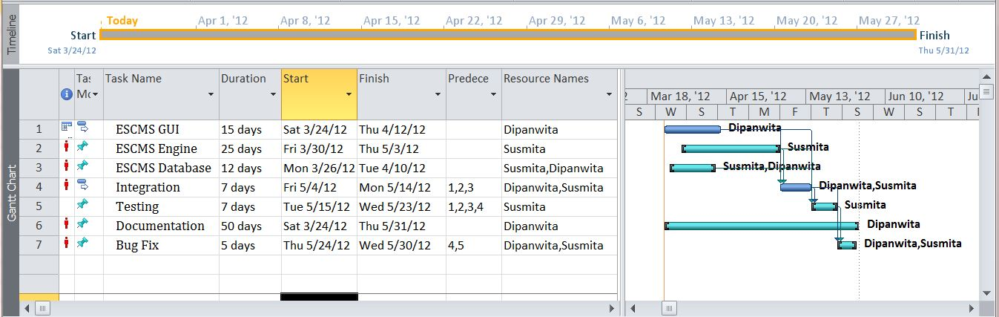 Timeline
Today Apr 1, '12 Apr 8, '12 Apr 15, '12 Apr 22, '12 Apr 29, '12 May 6, '12 May 13, '12 May 20, '12 May 27, '12
Start Finish
Sat 3/24/12 Thu 5/31/12
Gantt Chart
Tas Mc Task Name Duration Start Finish Predece Resource Names
2 Mar 18, '12 Apr 15, '12 May 13, '12 Jun 10, '12 Ju
S W S T M F T S W S T
1 ESCMS GUI 15 days Sat 3/24/12 Thu 4/12/12 Dipanwita Dipanwita
2 ESCMS Engine 25 days Fri 3/30/12 Thu 5/3/12 Susmita Susmita
3 ESCMS Database 12 days Mon 3/26/12 Tue 4/10/12 Susmita,Dipanwita Susmita,Dipanwita
4 Integration 7 days Fri 5/4/12 Mon 5/14/12 1,2,3 Dipanwita,Susmita Dipanwita,Susmita
5 Testing 7 days Tue 5/15/12 Wed 5/23/12 1,2,3,4 Susmita Susmita
6 Documentation 50 days Sat 3/24/12 Thu 5/31/12 Dipanwita Dipanwita
7 Bug Fix 5 days Thu 5/24/12 Wed 5/30/12 4,5 Dipanwita,Susmita Dipanwita,Susmita